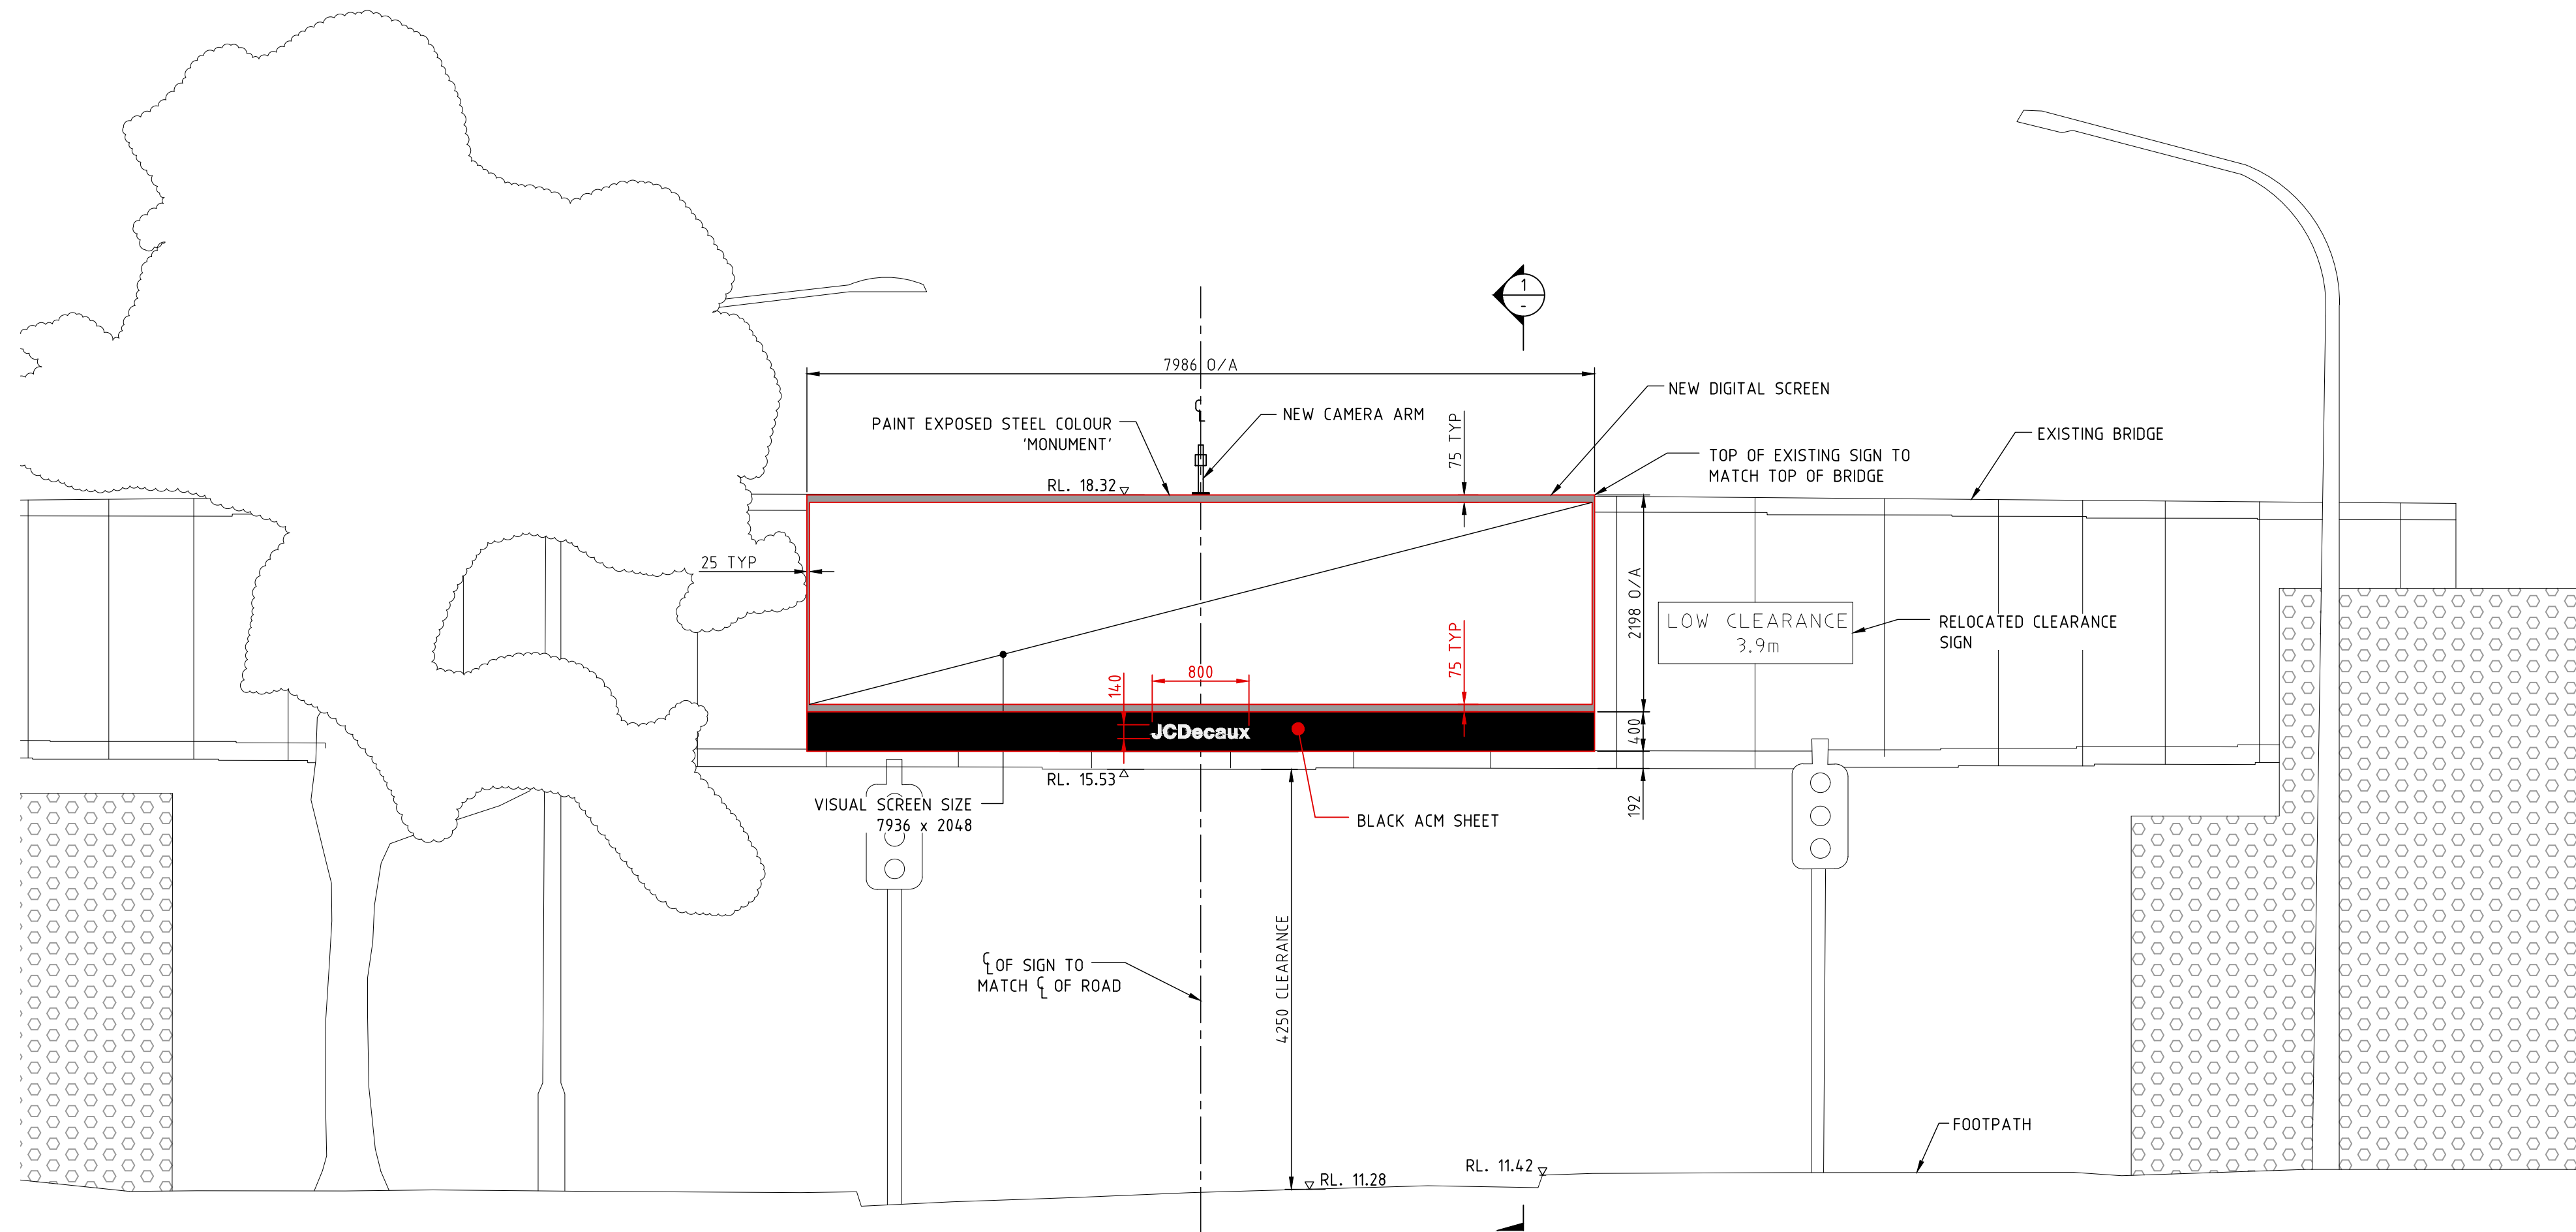 1
-
7986 O/A
NEW DIGITAL SCREEN
PAINT EXPOSED STEEL COLOUR
'MONUMENT'
℄
NEW CAMERA ARM
75 TYP
EXISTING BRIDGE
TOP OF EXISTING SIGN TO
MATCH TOP OF BRIDGE
RL. 18.32
25 TYP
2198 O/A
LOW CLEARANCE
3.9m
RELOCATED CLEARANCE
SIGN
75 TYP
800
140
JCDecaux
400
RL. 15.53
192
VISUAL SCREEN SIZE
7936 x 2048
BLACK ACM SHEET
4250 CLEARANCE
℄ OF SIGN TO
MATCH ℄ OF ROAD
FOOTPATH
RL. 11.42
RL. 11.28